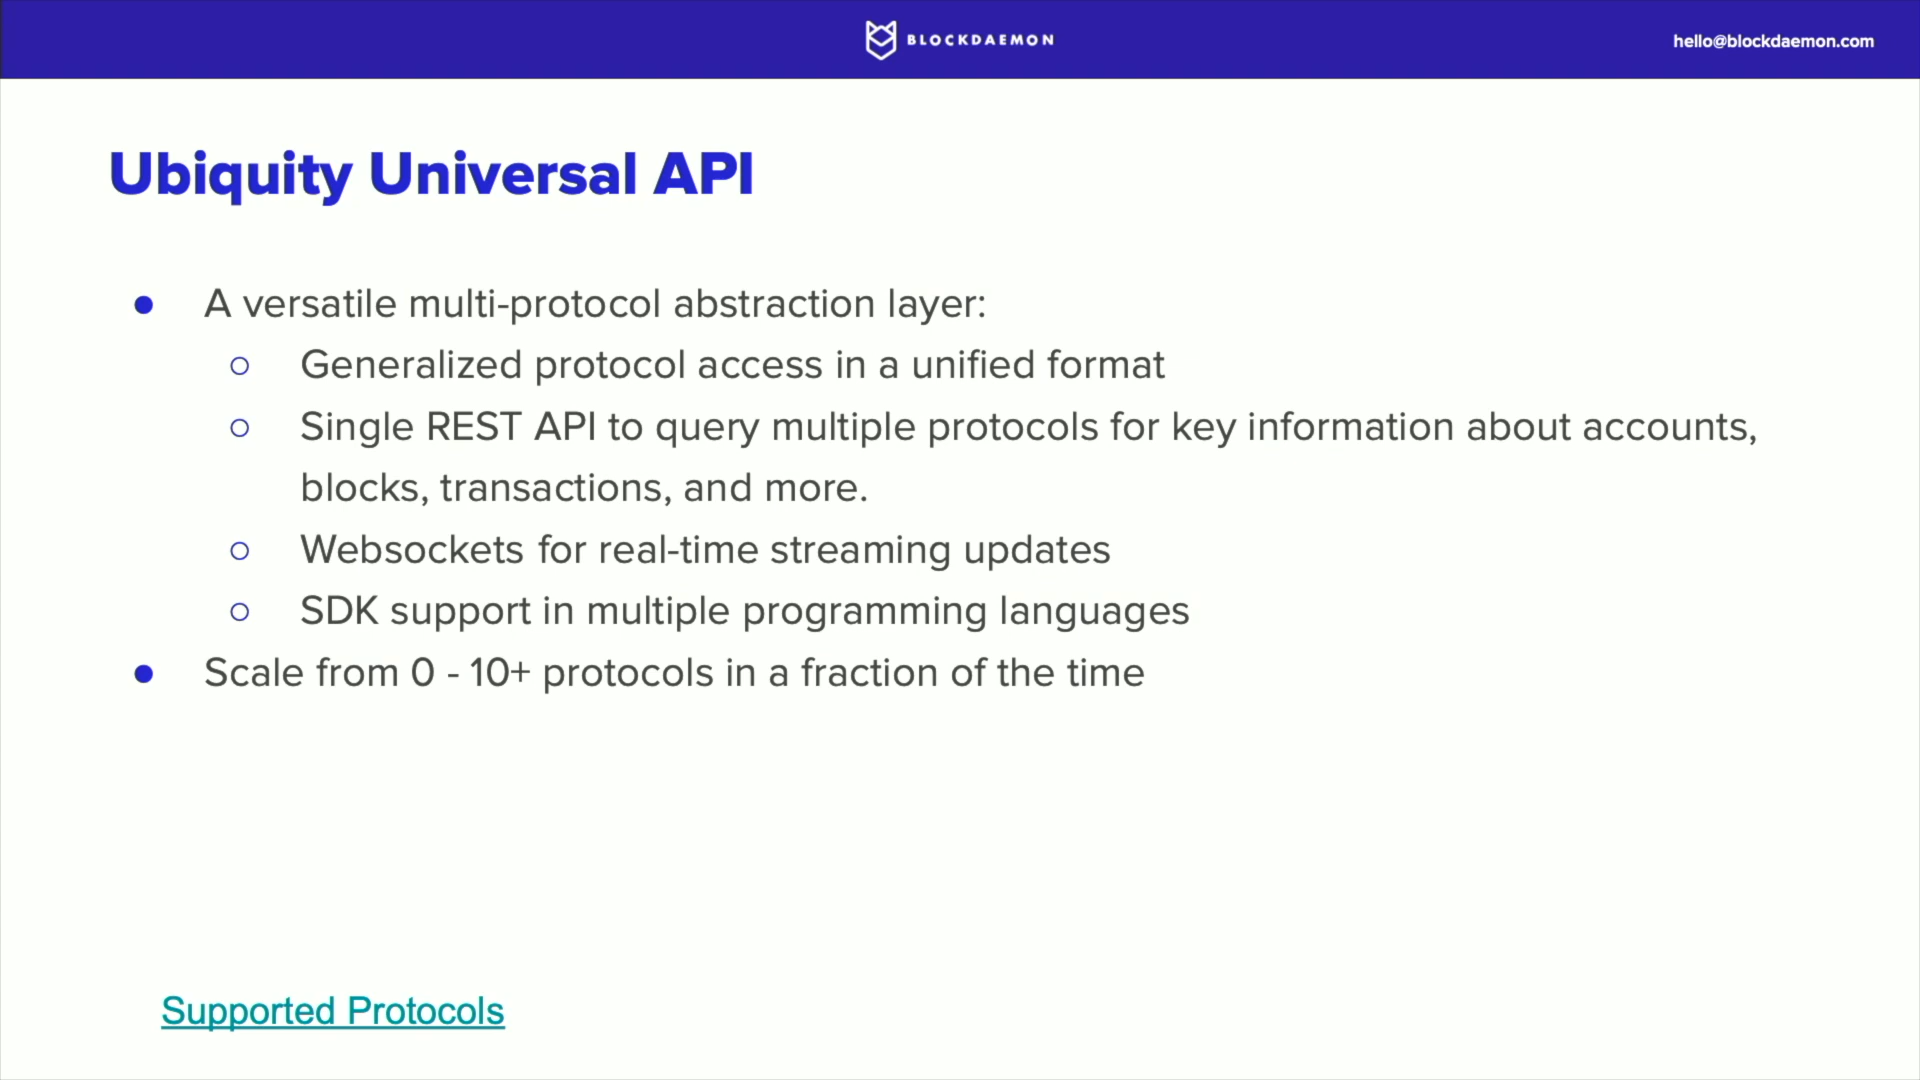 BLOCKDAEMON
hello@blockdaemon.com
Ubiquity Universal API
● A versatile multi-protocol abstraction layer:
○ Generalized protocol access in a unified format
○ Single REST API to query multiple protocols for key information about accounts,
blocks, transactions, and more.
○ Websockets for real-time streaming updates
○ SDK support in multiple programming languages
● Scale from 0 - 10+ protocols in a fraction of the time
Supported Protocols